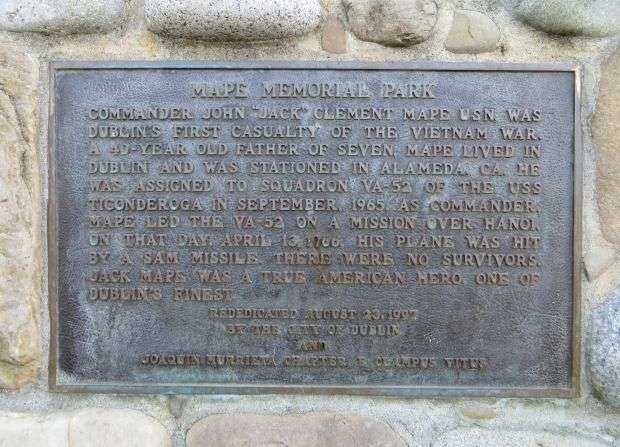 MAPE MEMORIAL PARK
COMMANDER JOHN "JACK" CLEMENT MAPE USN, WAS
DUBLIN'S FIRST CASUALTY OF THE VIETNAM WAR.
A 40-YEAR OLD FATHER OF SEVEN, MAPE LIVED IN
DUBLIN AND WAS STATIONED IN ALAMEDA, CA. HE
WAS ASSIGNED TO SQUADRON VA-52 OF THE USS
TICONDEROGA IN SEPTEMBER, 1965. AS COMMANDER,
MAPE LED THE VA-52 ON A MISSION OVER HANOI.
ON THAT DAY, APRIL 13, 1966, HIS PLANE WAS HIT
BY A SAM MISSILE. THERE WERE NO SURVIVORS.
JACK MAPE WAS A TRUE AMERICAN HERO, ONE OF
DUBLIN'S FINEST
REDEDICATED AUGUST 23, 1997
BY THE CITY OF DUBLIN
AND
JOAQUIN MURRIETA CHAPTER, E CLAMPUS VITUS